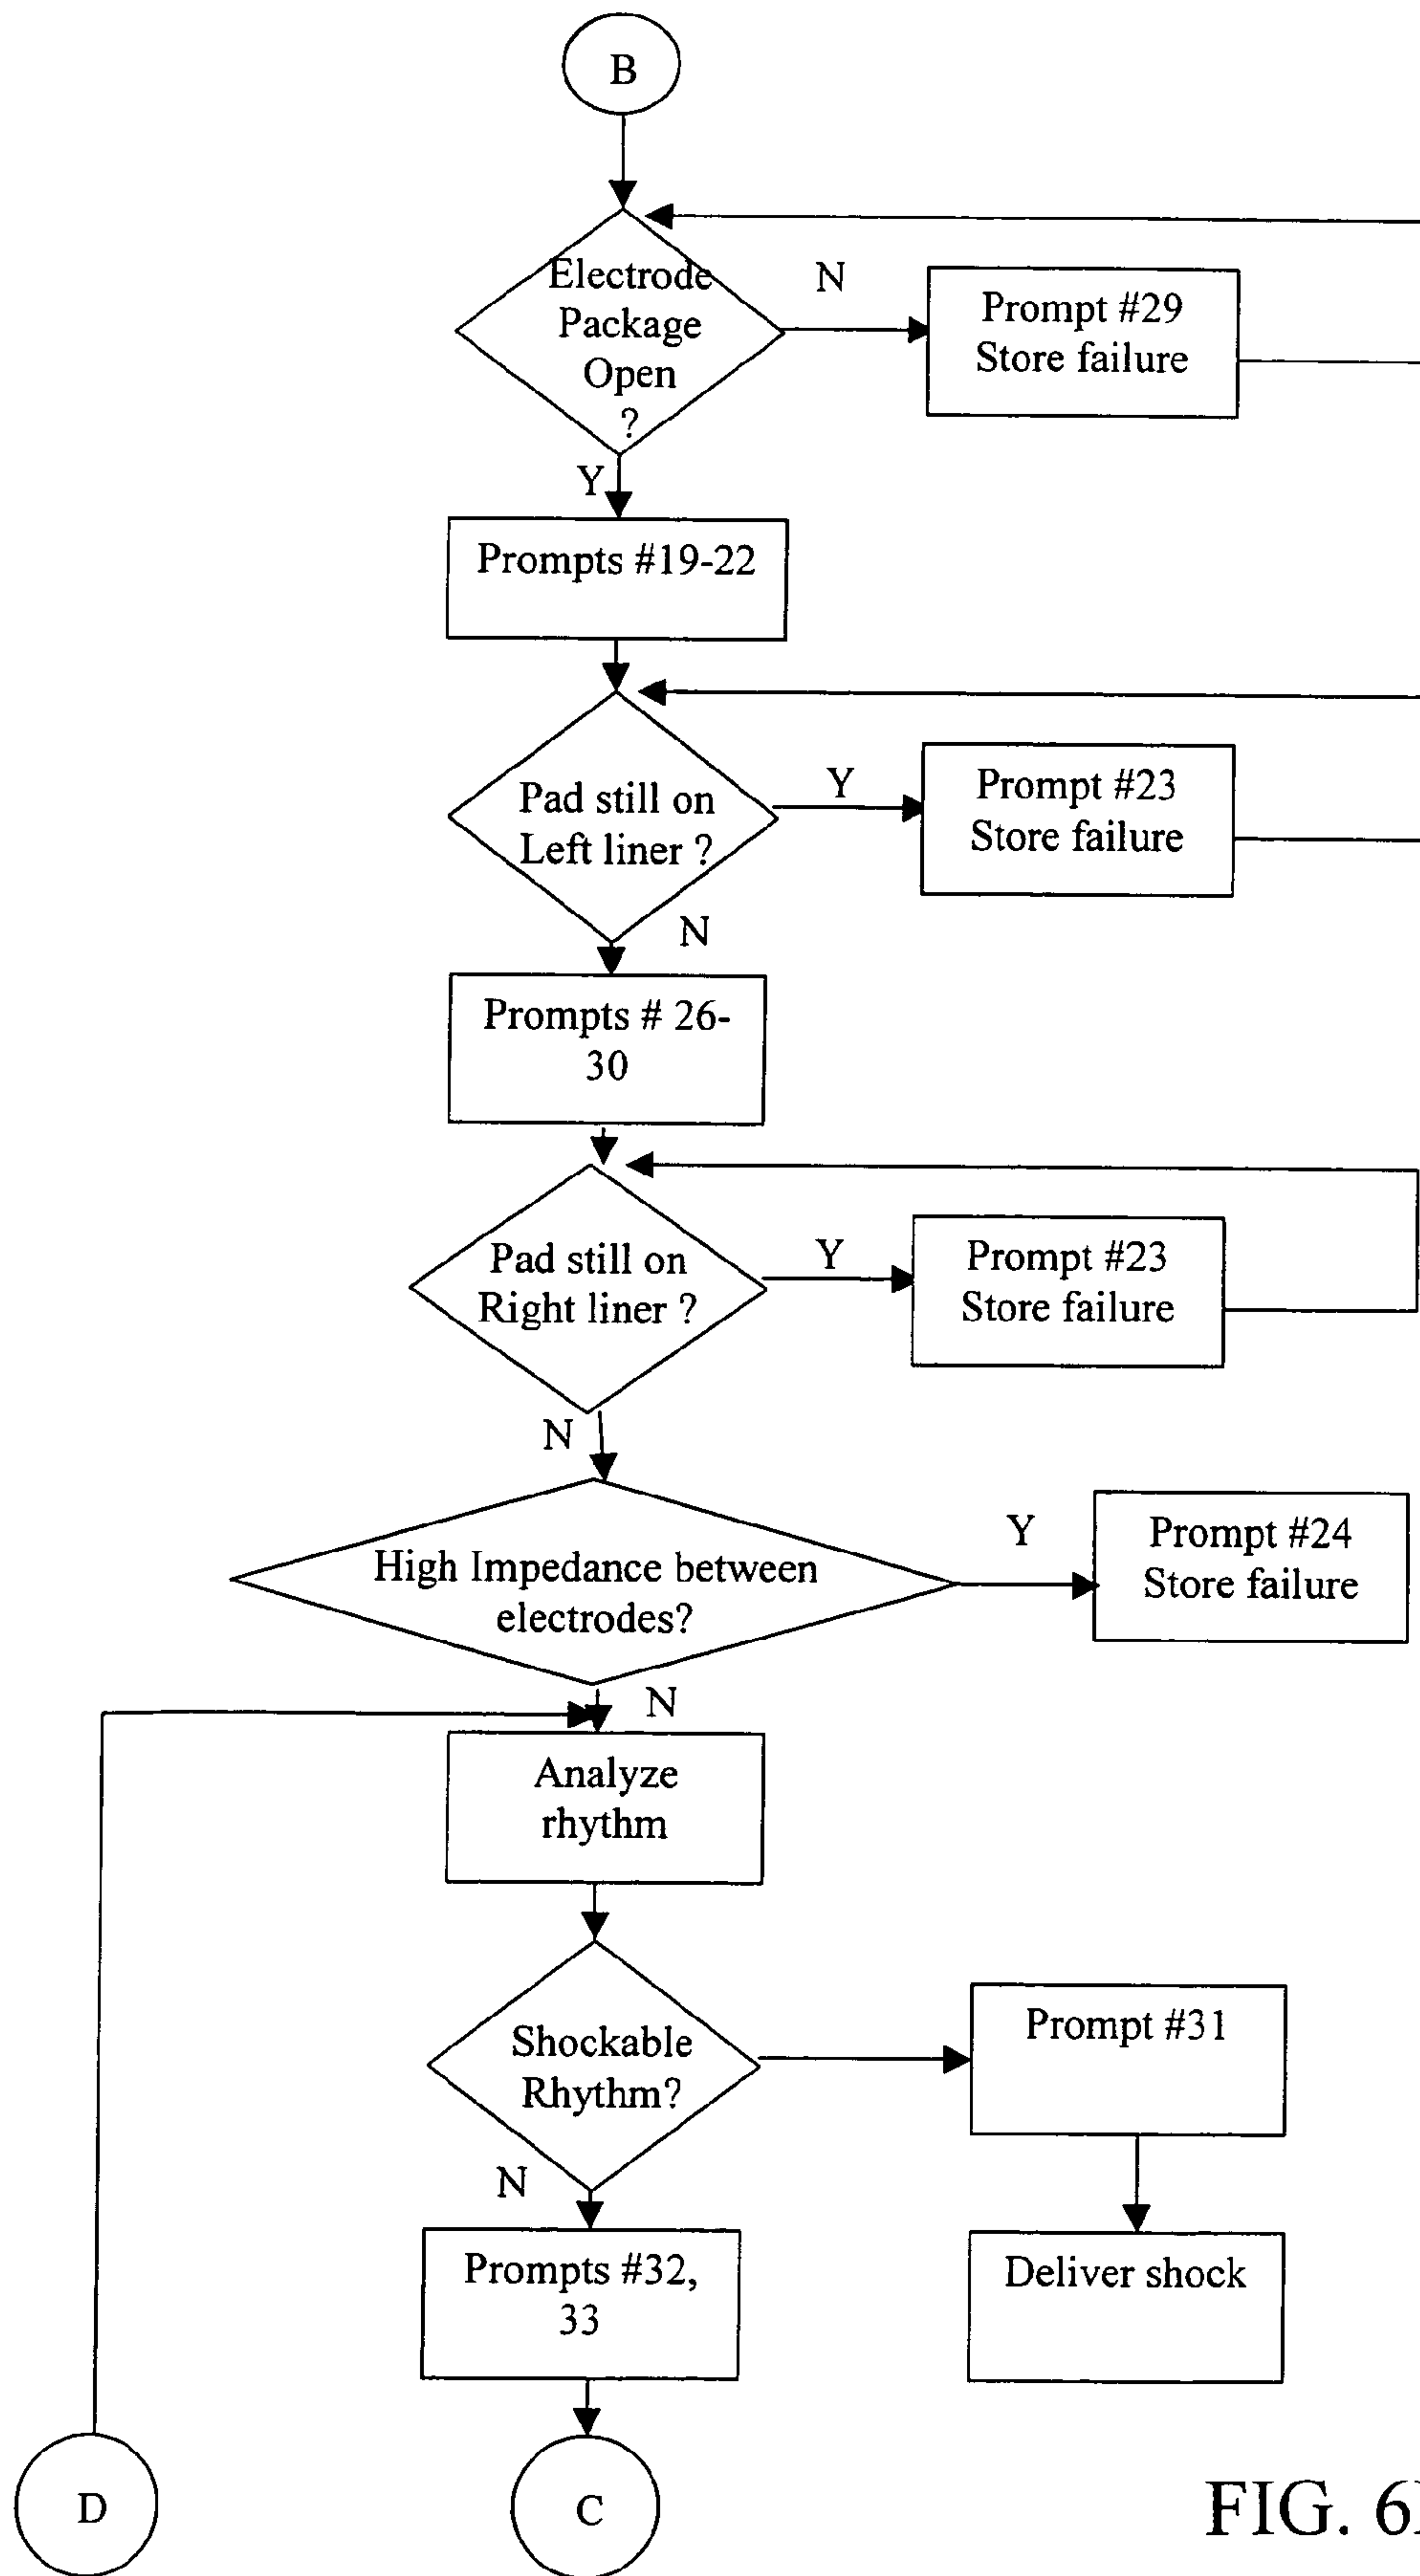 B
Electrode
Package
Open
?
N
Prompt #29
Store failure
Y
Prompts #19-22
Pad still on
Left liner ?
Y
Prompt #23
Store failure
N
Prompts # 26-
30
Pad still on
Right liner ?
Y
Prompt #23
Store failure
N
High Impedance between
electrodes?
Y
Prompt #24
Store failure
N
Analyze
rhythm
Shockable
Rhythm?
Prompt #31
N
Prompts #32,
33
Deliver shock
D
C
FIG. 6